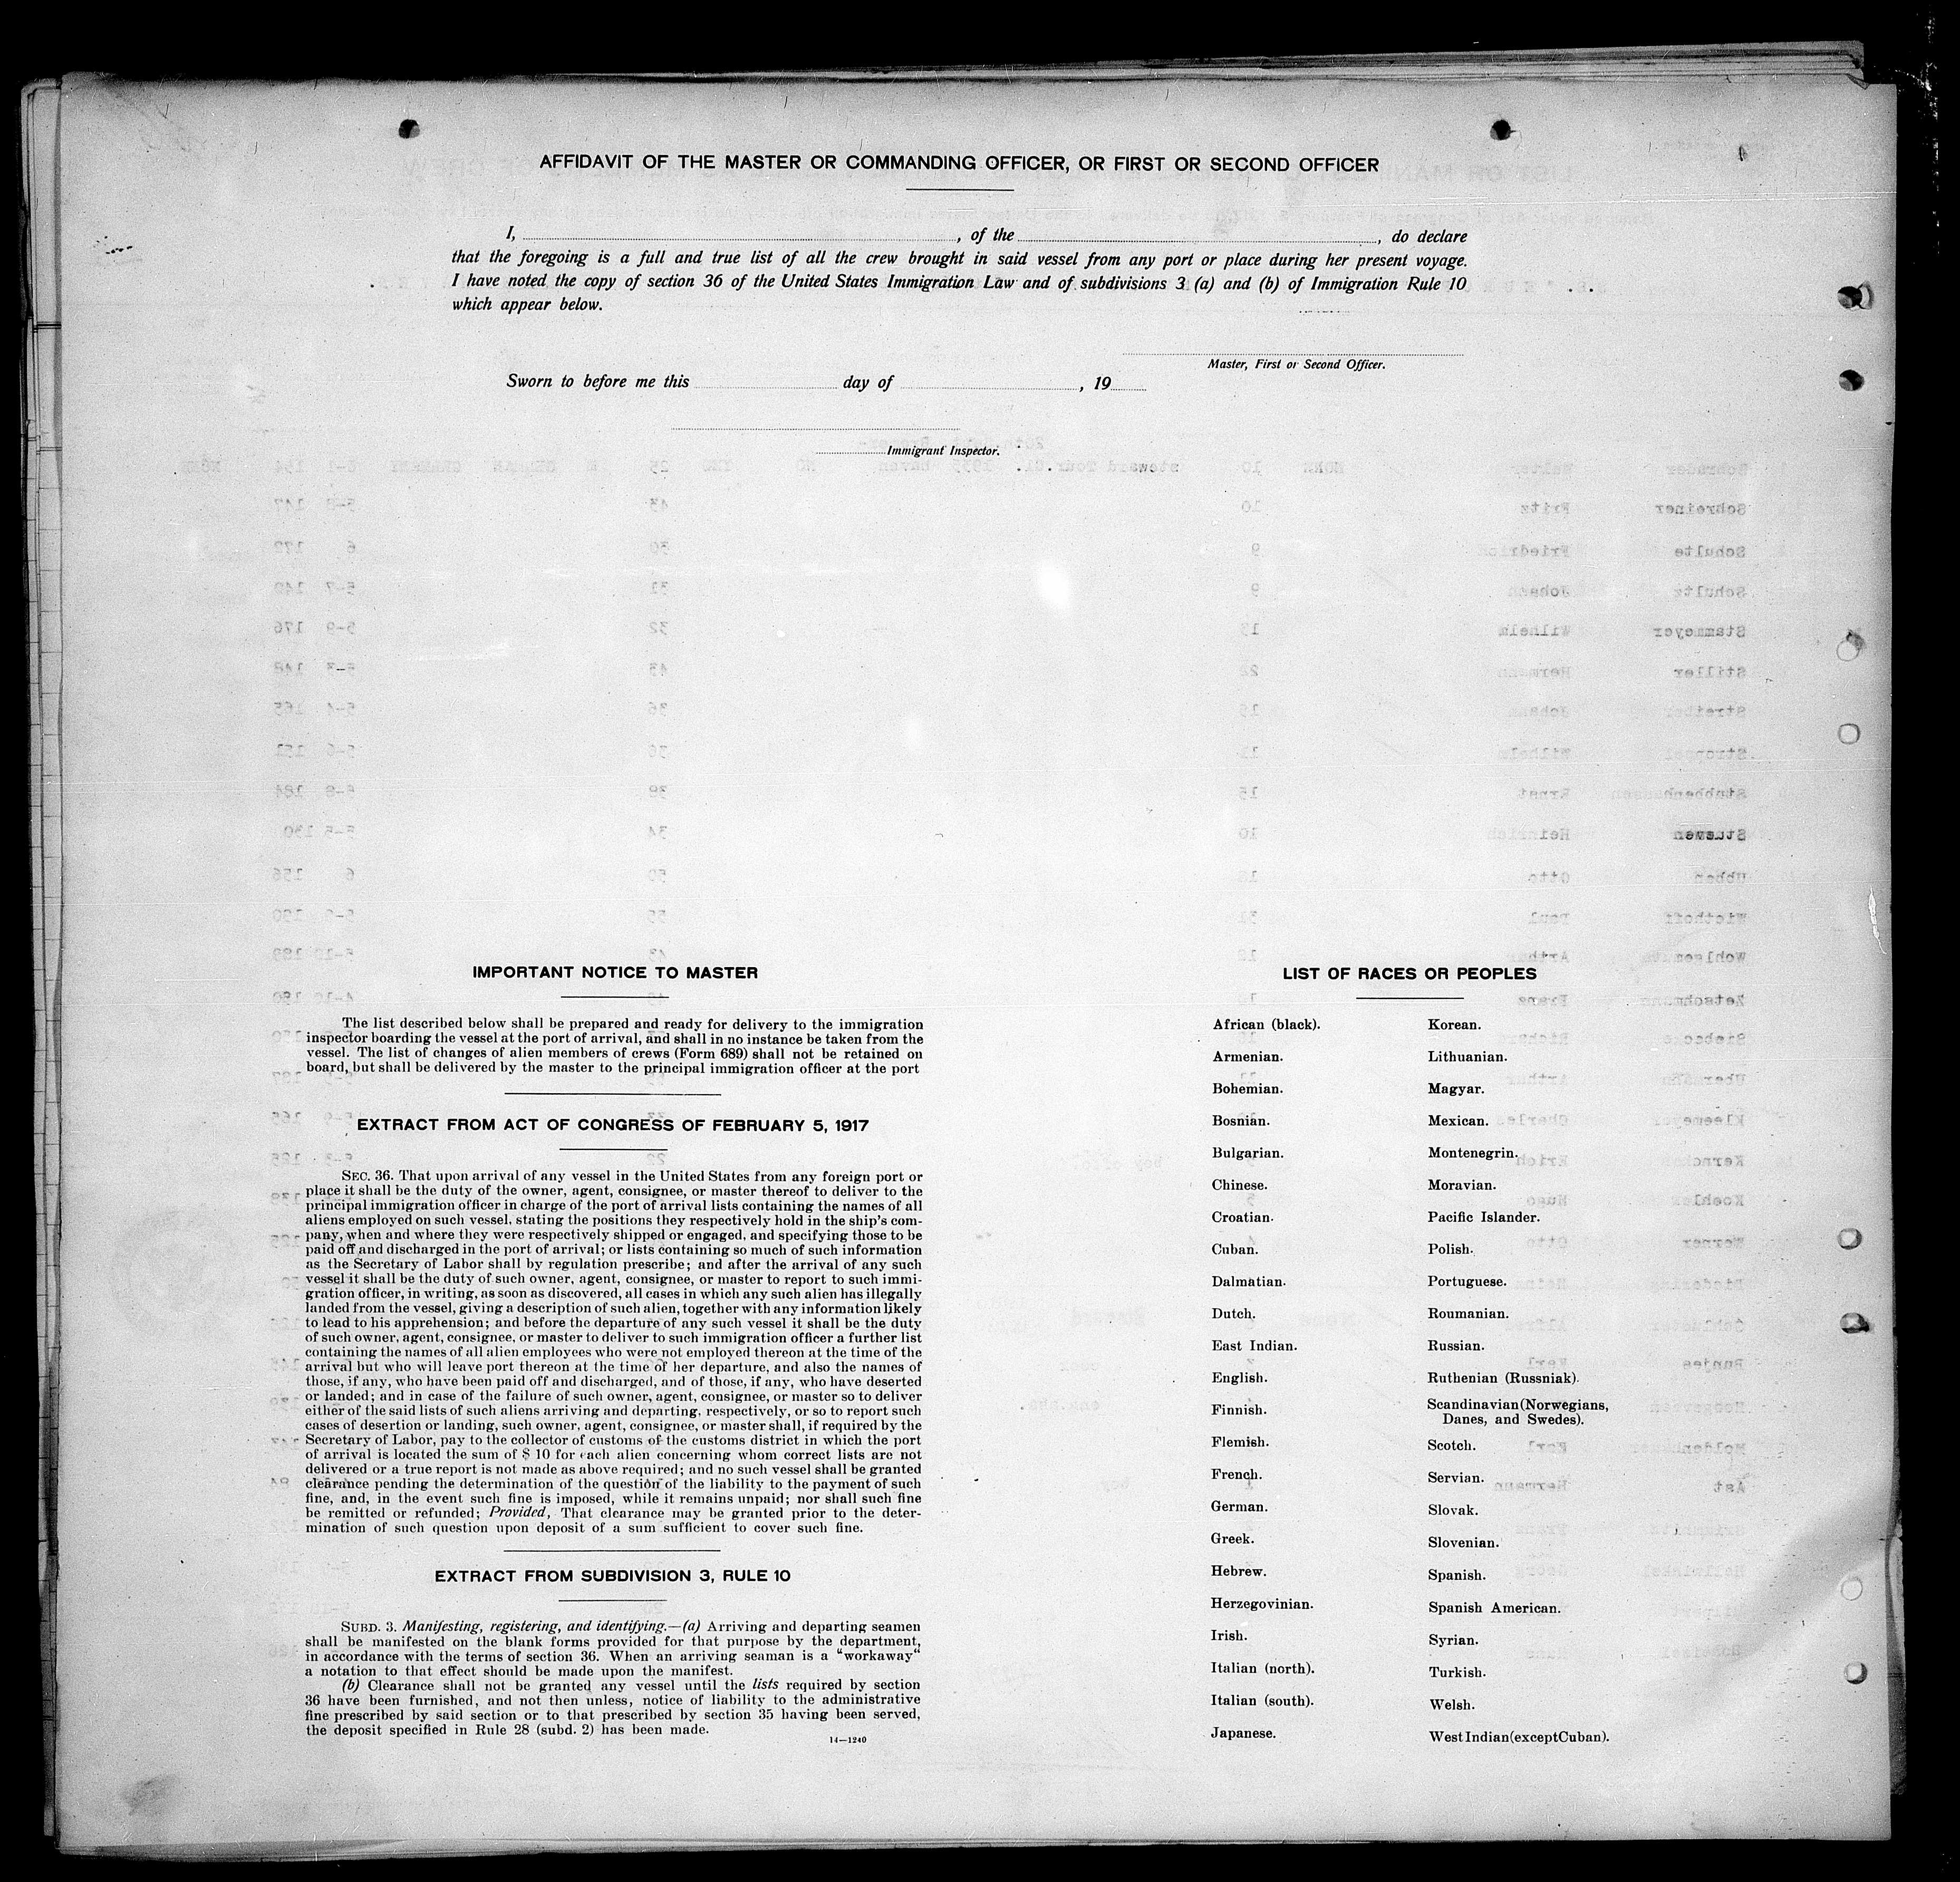 AFFIDAVIT OF THE MASTER OR COMMANDING OFFICER, OR FIRST OR SECOND OFFICER
I, , of the , do declare
that the foregoing is a full and true list of all the crew brought in said vessel from any port or place during her present voyage.
I have noted the copy of section 36 of the United States Immigration Law and of subdivisions 3 (a) and (b) of Immigration Rule 10
which appear below.
Master, First or Second Officer.
Sworn to before me this day of , 19
Immigrant Inspector.
IMPORTANT NOTICE TO MASTER
The list described below shall be prepared and ready for delivery to the immigration
inspector boarding the vessel at the port of arrival, and shall in no instance be taken from the
vessel. The list of changes of alien members of crews (Form 689) shall not be retained on
board, but shall be delivered by the master to the principal immigration officer at the port
EXTRACT FROM ACT OF CONGRESS OF FEBRUARY 5, 1917
SEC. 36. That upon arrival of any vessel in the United States from any foreign port or
place it shall be the duty of the owner, agent, consignee, or master thereof to deliver to the
principal immigration officer in charge of the port of arrival lists containing the names of all
aliens employed on such vessel, stating the positions they respectively hold in the ship's com-
pany, when and where they were respectively shipped or engaged, and specifying those to be
paid off and discharged in the port of arrival; or lists containing so much of such information
as the Secretary of Labor shall by regulation prescribe; and after the arrival of any such
vessel it shall be the duty of such owner, agent, consignee, or master to report to such immi-
gration officer, in writing, as soon as discovered, all cases in which any such alien has illegally
landed from the vessel, giving a description of such alien, together with any information likely
to lead to his apprehension; and before the departure of any such vessel it shall be the duty
of such owner, agent, consignee, or master to deliver to such immigration officer a further list
containing the names of all alien employees who were not employed thereon at the time of the
arrival but who will leave port thereon at the time of her departure, and also the names of
those, if any, who have been paid off and discharged, and of those, if any, who have deserted
or landed; and in case of the failure of such owner, agent, consignee, or master so to deliver
either of the said lists of such aliens arriving and departing, respectively, or so to report such
cases of desertion or landing, such owner, agent, consignee, or master shall, if required by the
Secretary of Labor, pay to the collector of customs of the customs district in which the port
of arrival is located the sum of $ 10 for each alien concerning whom correct lists are not
delivered or a true report is not made as above required; and no such vessel shall be granted
clearance pending the determination of the question of the liability to the payment of such
fine, and, in the event such fine is imposed, while it remains unpaid; nor shall such fine
be remitted or refunded; Provided, That clearance may be granted prior to the deter-
mination of such question upon deposit of a sum sufficient to cover such fine.
EXTRACT FROM SUBDIVISION 3, RULE 10
SUBD. 3. Manifesting, registering, and identifying.—(a) Arriving and departing seamen
shall be manifested on the blank forms provided for that purpose by the department,
in accordance with the terms of section 36. When an arriving seaman is a “workaway“
a notation to that effect should be made upon the manifest.
(b) Clearance shall not be granted any vessel until the lists required by section
36 have been furnished, and not then unless, notice of liability to the administrative
fine prescribed by said section or to that prescribed by section 35 having been served,
the deposit specified in Rule 28 (subd. 2) has been made.
14—1240
LIST OF RACES OR PEOPLES
African (black).
Armenian.
Bohemian.
Bosnian.
Bulgarian.
Chinese.
Croatian.
Cuban.
Dalmatian.
Dutch.
East Indian.
English.
Finnish.
Flemish.
French.
German.
Greek.
Hebrew.
Herzegovinian.
Irish.
Italian (north).
Italian (south).
Japanese.
Korean.
Lithuanian.
Magyar.
Mexican.
Montenegrin.
Moravian.
Pacific Islander.
Polish.
Portuguese.
Roumanian.
Russian.
Ruthenian (Russniak).
Scandinavian (Norwegians,
Danes, and Swedes).
Scotch.
Servian.
Slovak.
Slovenian.
Spanish.
Spanish American.
Syrian.
Turkish.
Welsh.
West Indian (except Cuban).